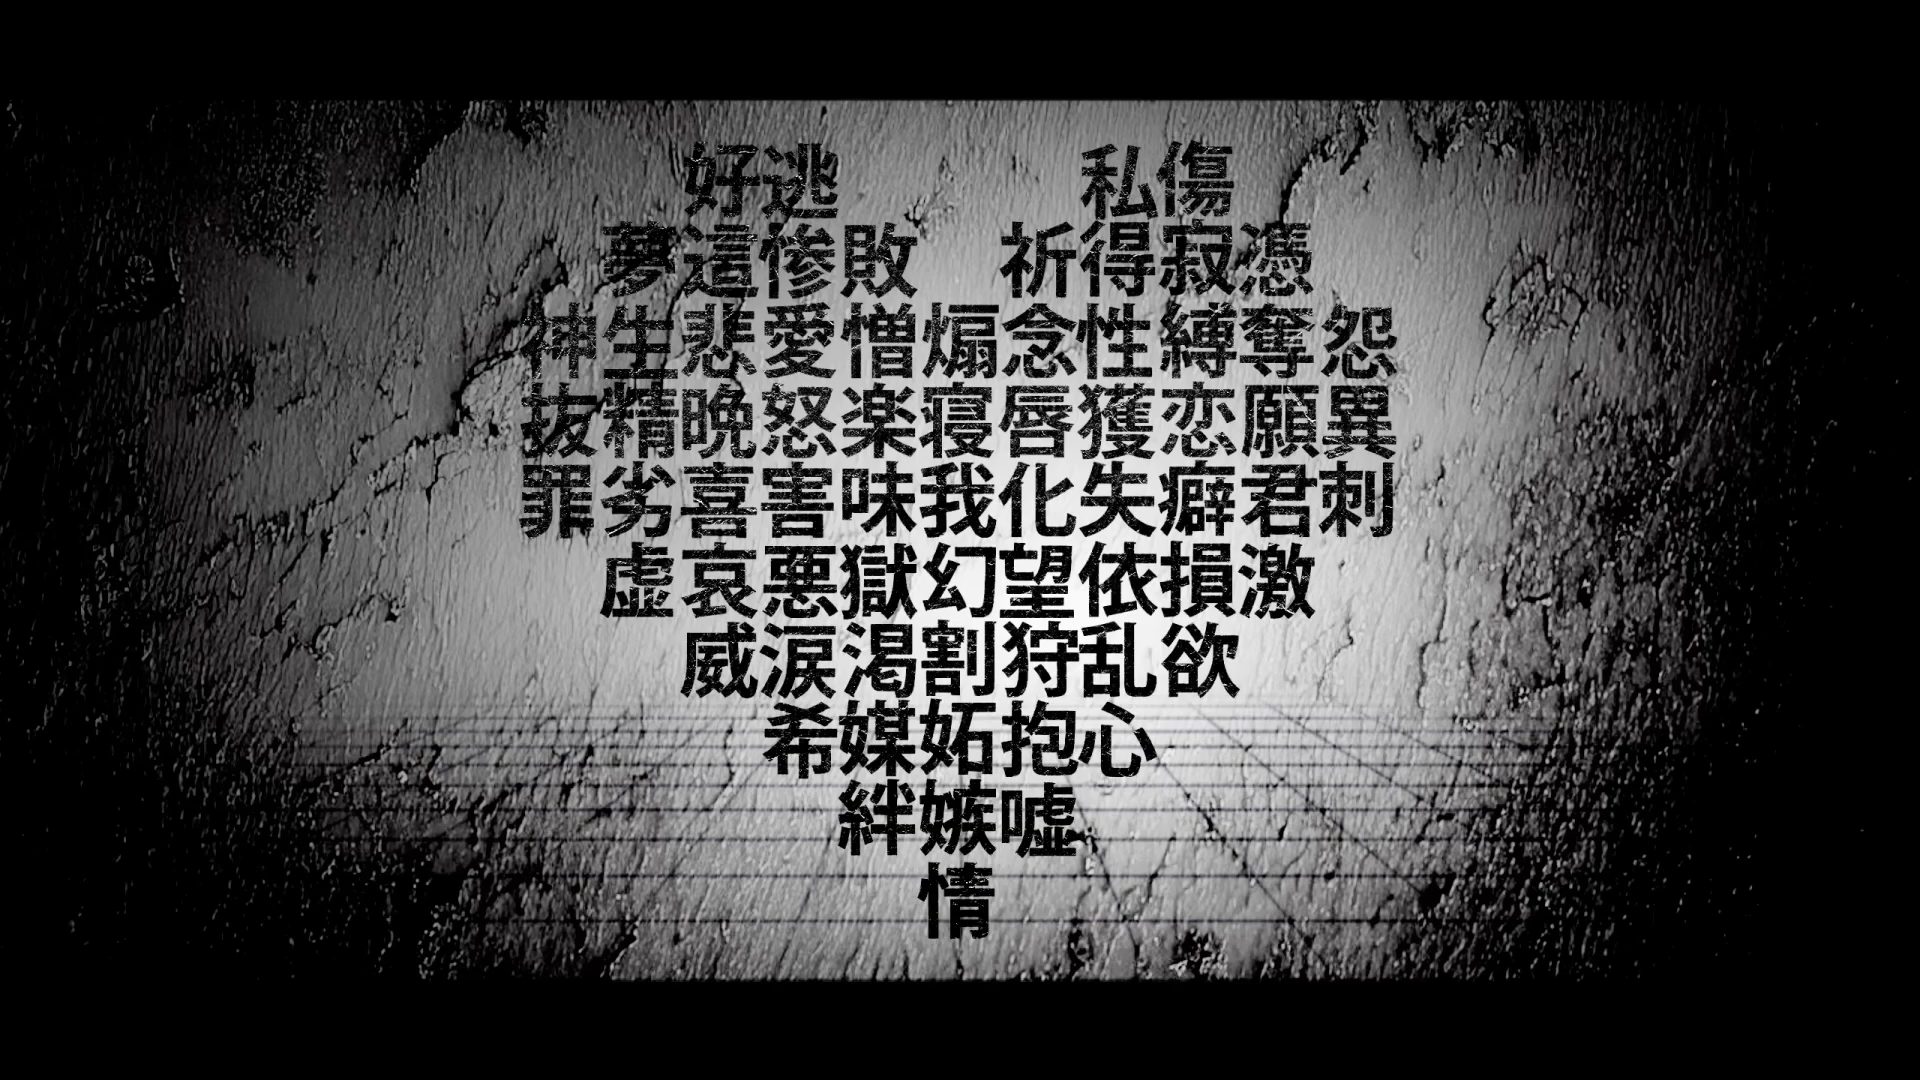 好逃 私傷
夢這惨敗 祈得寂憑
神生悲愛憎煽念性縛奪怨
抜精晩怒楽寝唇獲恋願異
罪劣喜害味我化失癖君刺
虚哀悪獄幻望依損激
威涙渇割狩乱欲
希媒妬抱心
絆嫉嘘
情